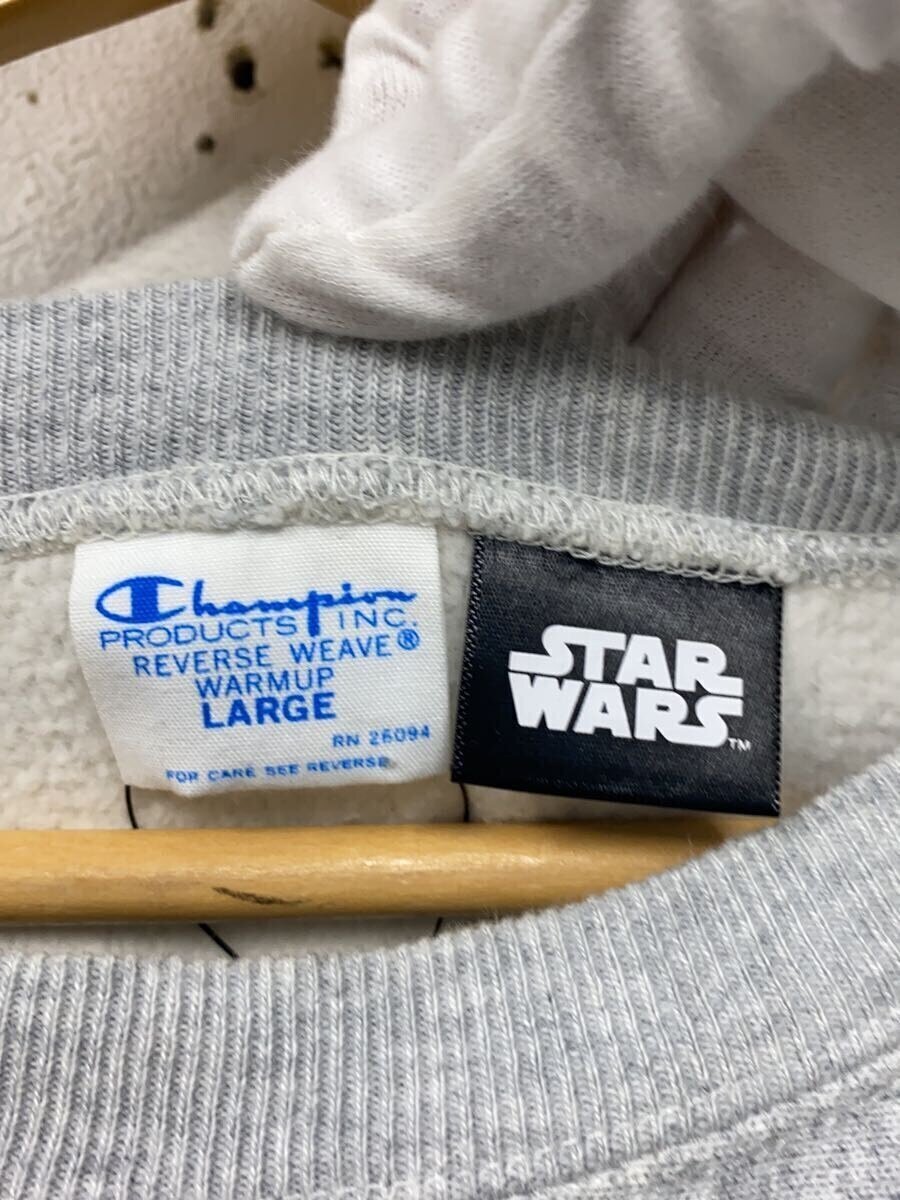 Champion
PRODUCTS INC.
REVERSE WEAVE®
WARMUP
LARGE
RN 26094
FOR CARE SEE REVERSE.
STAR
WARS
TM